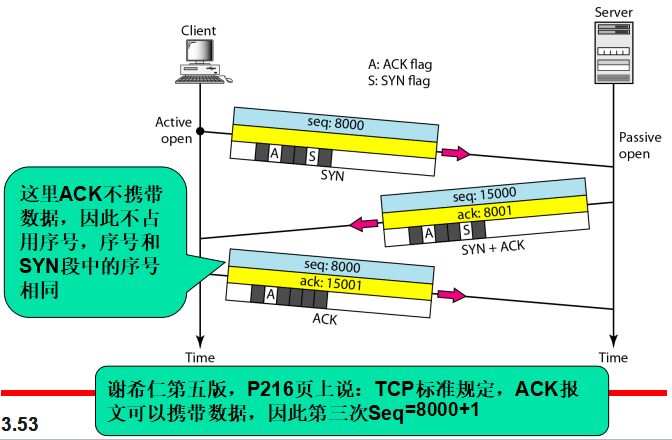 Client
Server
A: ACK flag
S: SYN flag
Active
open
Passive
open
seq: 8000
A
S
SYN
seq: 15000
ack: 8001
A
S
SYN + ACK
这里ACK不携带
数据，因此不占
用序号，序号和
SYN段中的序号
相同
seq: 8000
ack: 15001
A
ACK
Time
Time
谢希仁第五版，P216页上说：TCP标准规定，ACK报
文可以携带数据，因此第三次Seq=8000+1
3.53